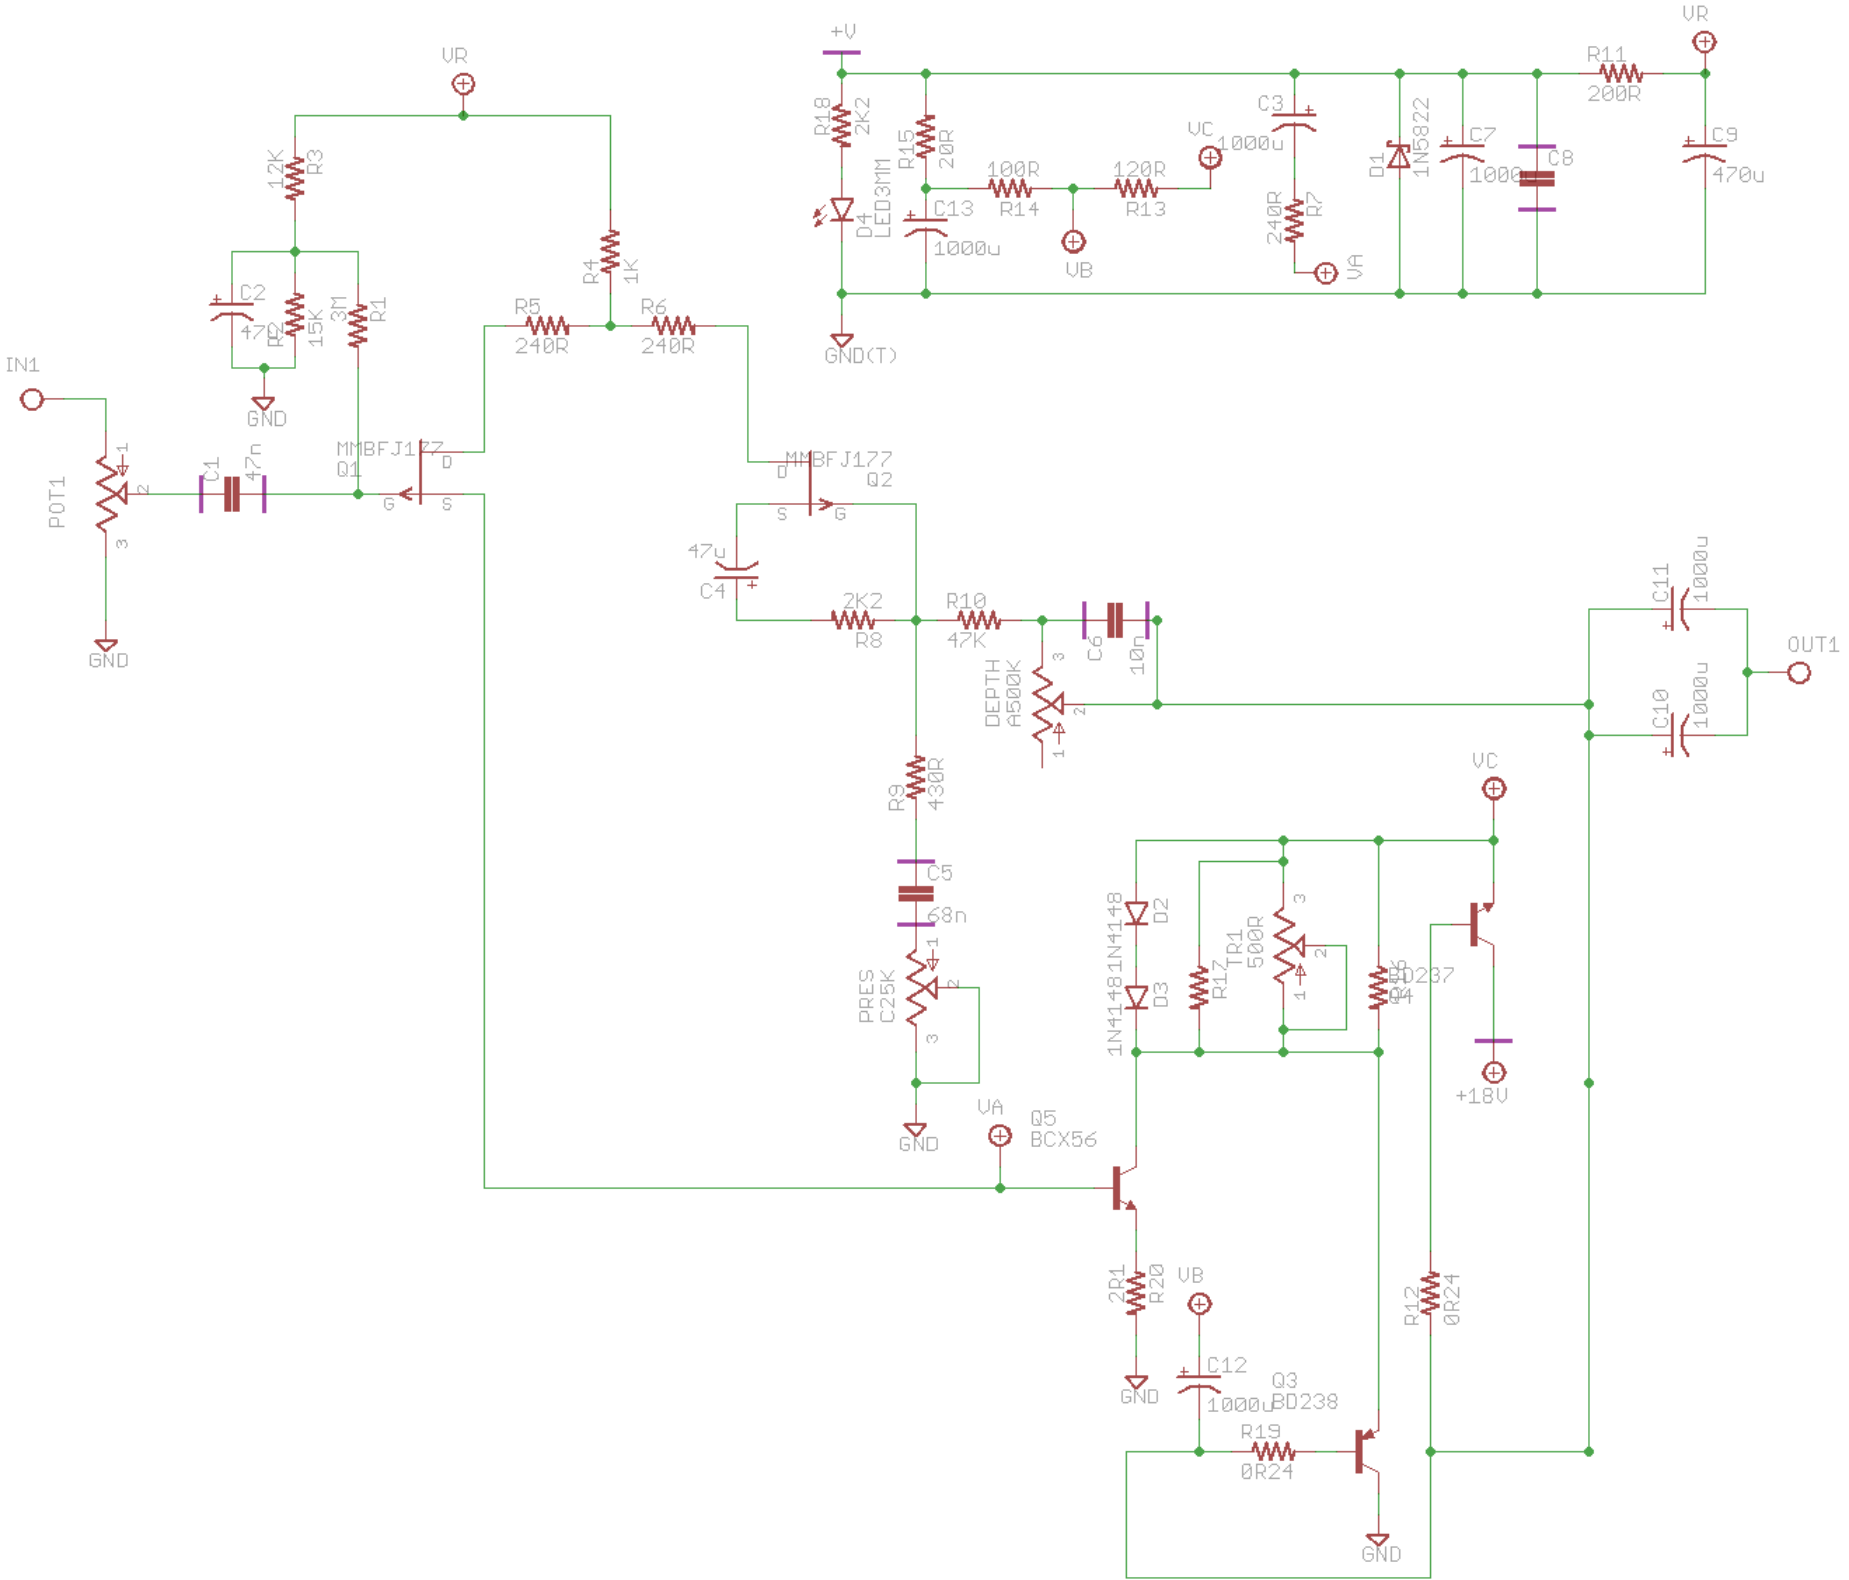 VR
+V
VR
R11
200R
R18
2K2
R15
20R
C3
1000u
VC
100R
R14
120R
R13
VB
C13
1000u
D4
LED3MM
240R
R7
VA
D1
1N5822
C7
C8
C9
470u
GND(T)
12K
R3
R4
1K
C2
15K
3M
R1
R5
240R
R6
240R
GND
IN1
POT1
1
2
3
GND
C1
47n
MMBFJ177
Q1
D
G
S
MMBFJ177
Q2
D
S
G
47u
C4
2K2
R8
R10
47K
C6
10n
DEPTH
A500K
3
2
1
C11
1000u
C10
1000u
OUT1
R9
430R
C5
68n
PRES
C25K
1
2
3
GND
VC
1N4148
D2
1N4148
D3
R17
TR1
500R
3
2
1
BD237
+18V
VA
Q5
BCX56
2R1
R20
GND
VB
C12
1000u
Q3
BD238
R19
0R24
R12
0R24
GND